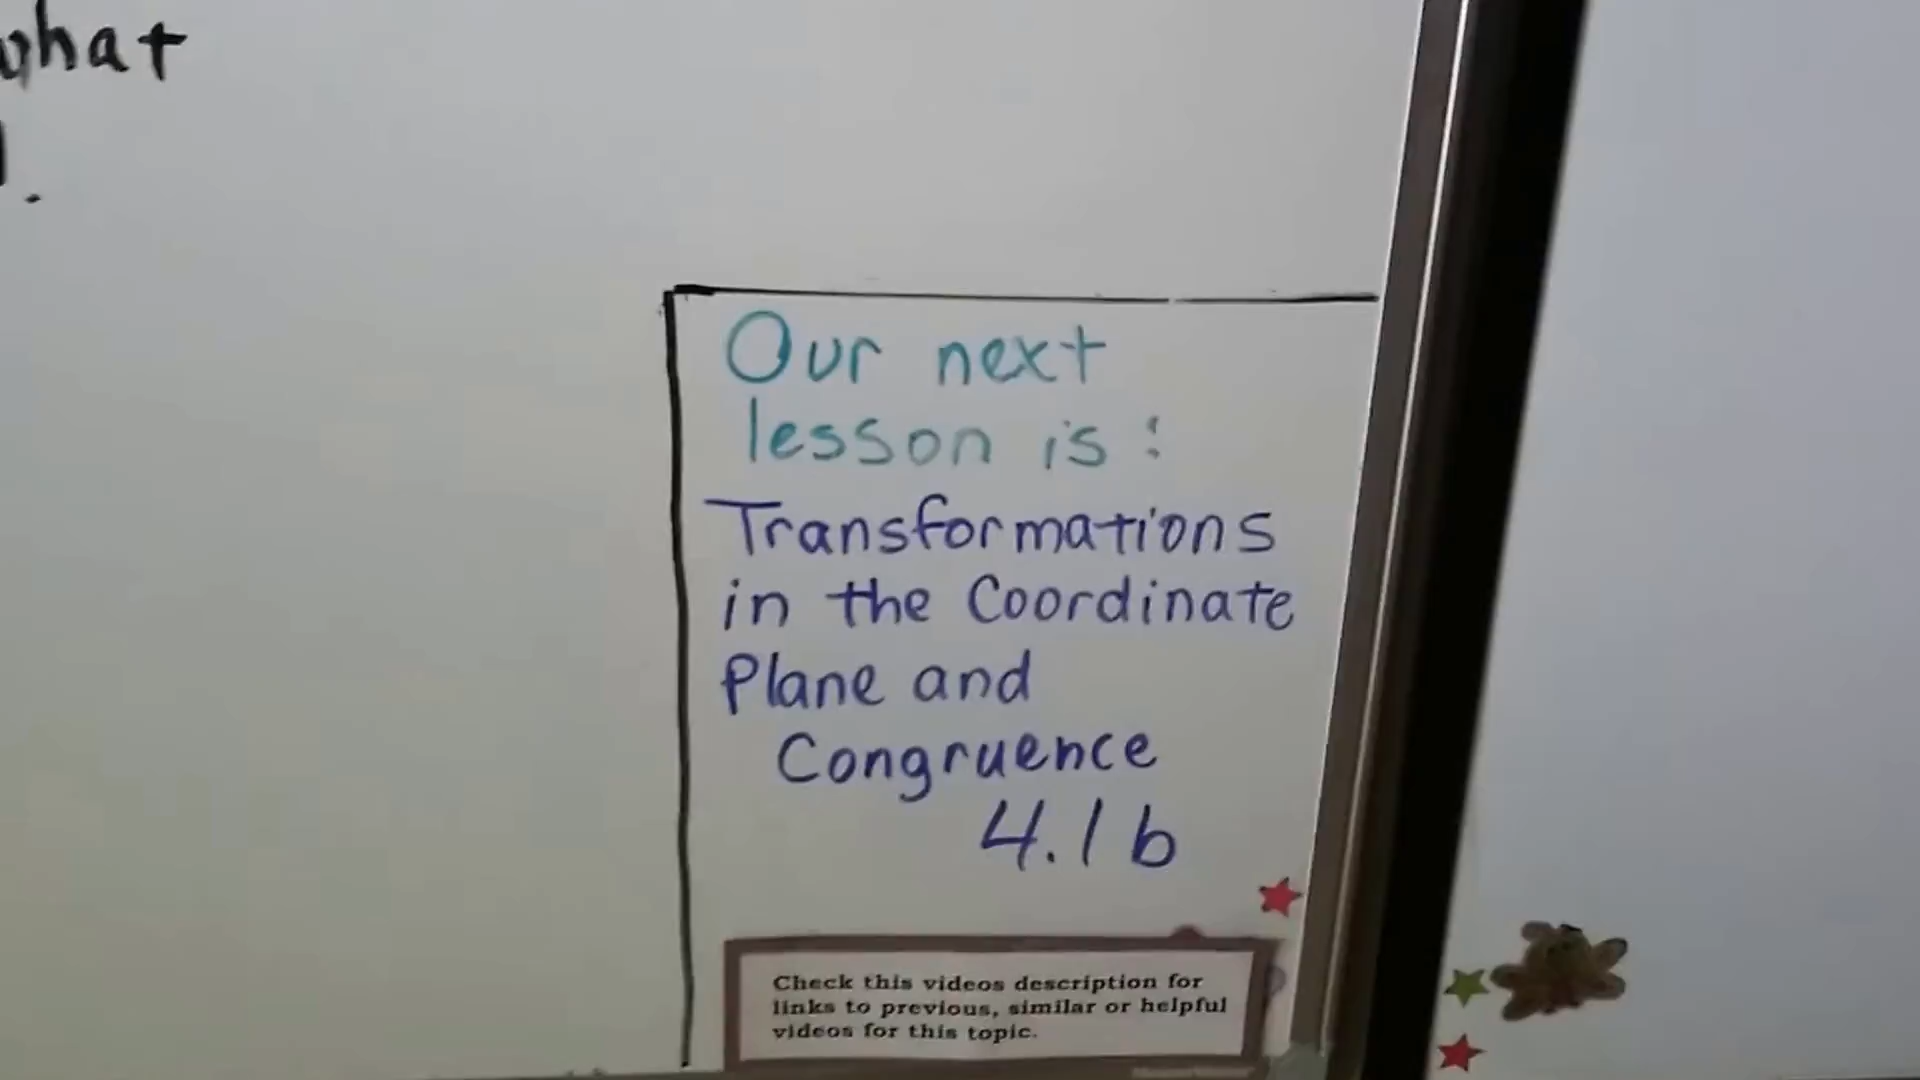 what
.
Our next
lesson is:
Transformations
in the Coordinate
Plane and
Congruence
4.1b
Check this videos description for
links to previous, similar or helpful
videos for this topic.